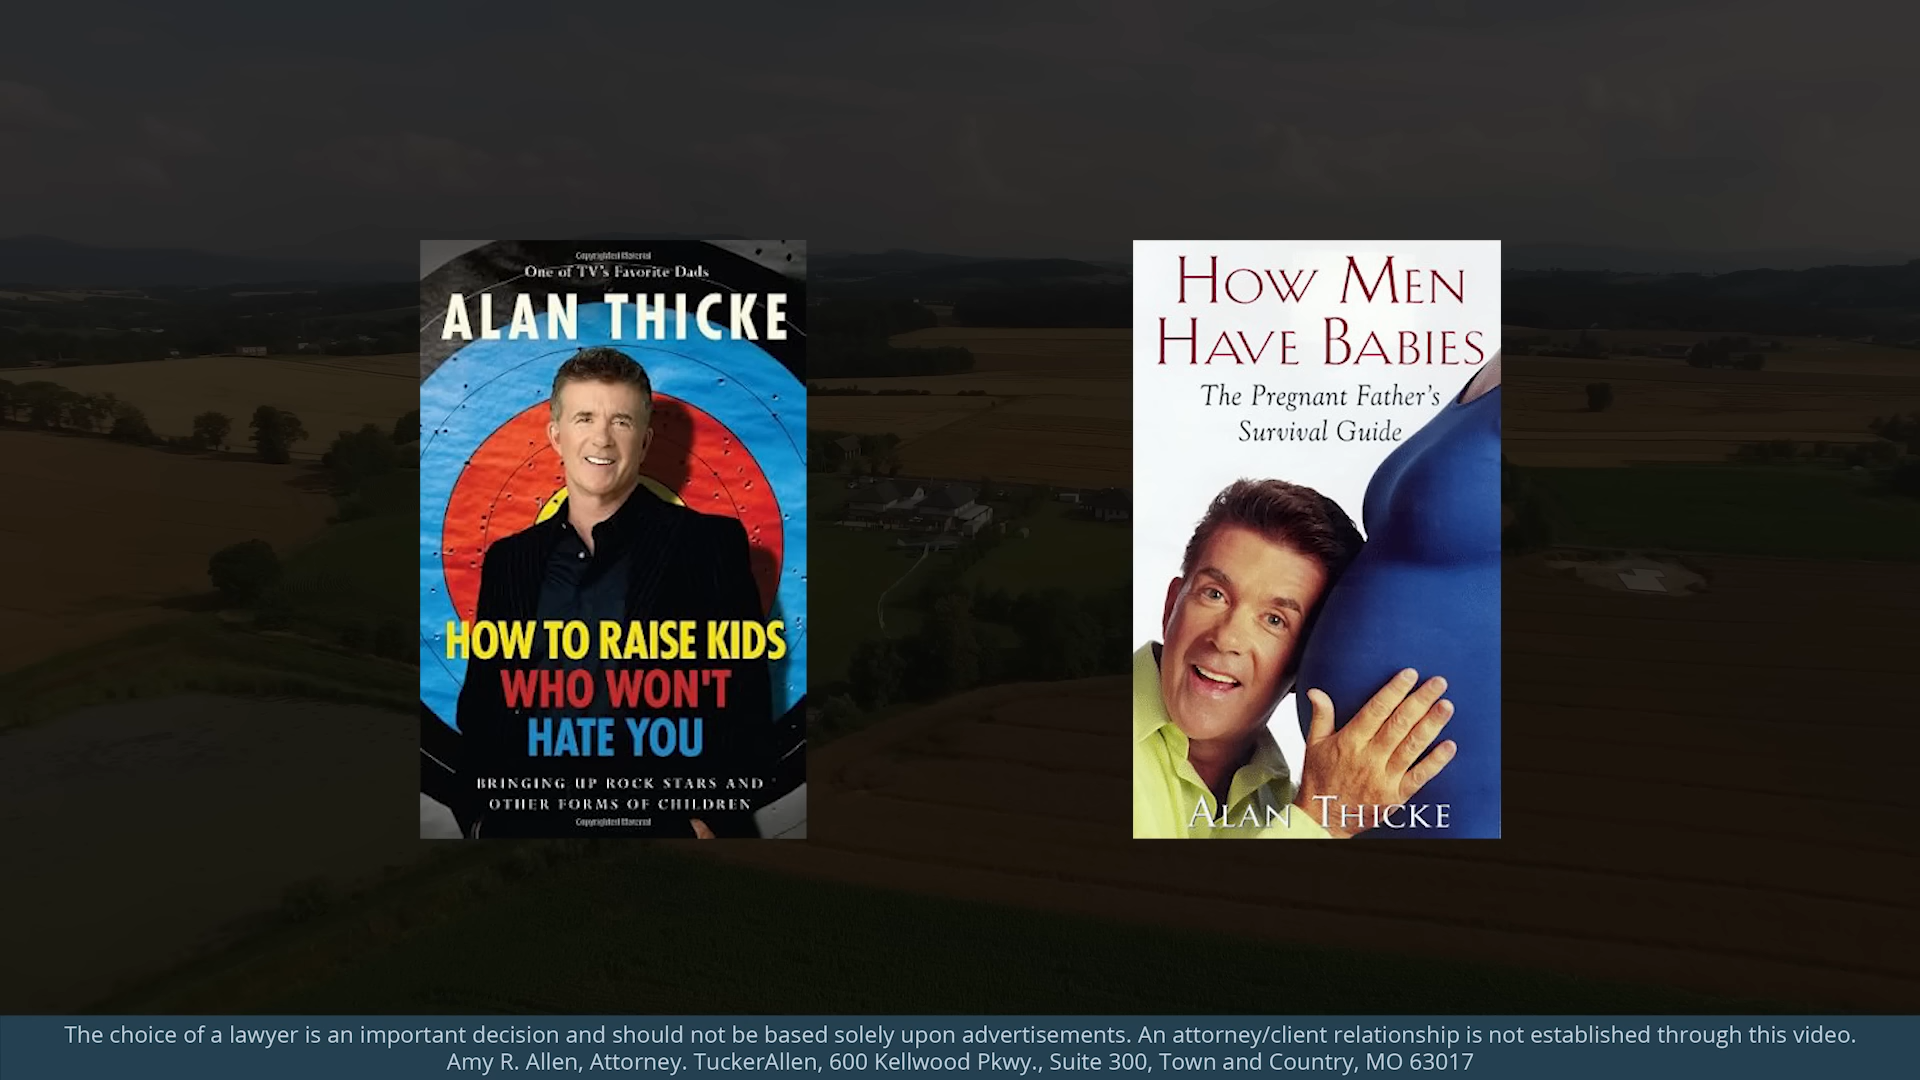 Copyrighted Material
One of TV's Favorite Dads
ALAN THICKE
HOW TO RAISE KIDS
WHO WON'T
HATE YOU
BRINGING UP ROCK STARS AND
OTHER FORMS OF CHILDREN
Copyrighted Material
HOW MEN
HAVE BABIES
The Pregnant Father's
Survival Guide
ALAN THICKE
The choice of a lawyer is an important decision and should not be based solely upon advertisements. An attorney/client relationship is not established through this video.
Amy R. Allen, Attorney. TuckerAllen, 600 Kellwood Pkwy., Suite 300, Town and Country, MO 63017